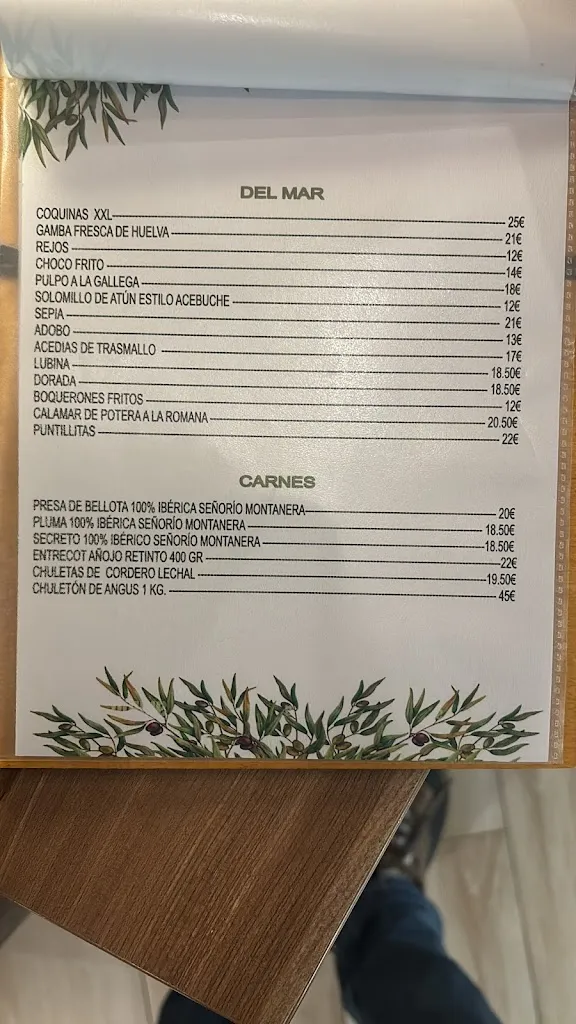 DEL MAR
COQUINAS XXL 25€
GAMBA FRESCA DE HUELVA 21€
REJOS 12€
CHOCO FRITO 14€
PULPO A LA GALLEGA 18€
SOLOMILLO DE ATÚN ESTILO ACEBUCHE 12€
SEPIA 21€
ADOBO 13€
ACEDIAS DE TRASMALLO 17€
LUBINA 18.50€
DORADA 18.50€
BOQUERONES FRITOS 12€
CALAMAR DE POTERA A LA ROMANA 20.50€
PUNTILLITAS 22€
CARNES
PRESA DE BELLOTA 100% IBÉRICA SEÑORÍO MONTANERA 20€
PLUMA 100% IBÉRICA SEÑORÍO MONTANERA 18.50€
SECRETO 100% IBÉRICO SEÑORÍO MONTANERA 18.50€
ENTRECOT AÑOJO RETINTO 400 GR 22€
CHULETAS DE CORDERO LECHAL 19.50€
CHULETÓN DE ANGUS 1 KG. 45€